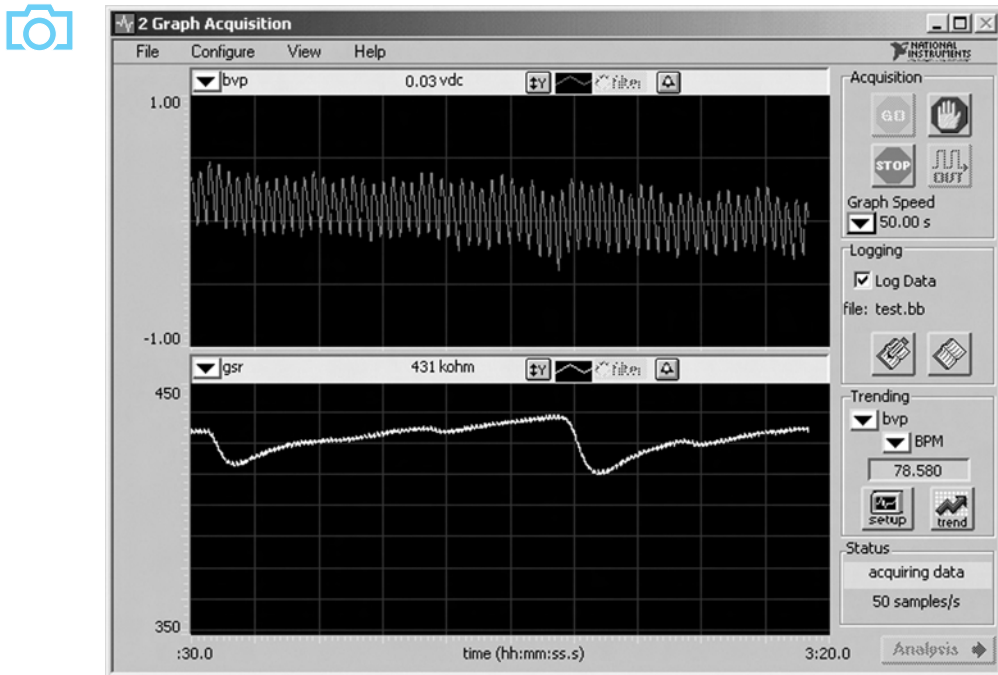 2 Graph Acquisition
File Configure View Help
NATIONAL INSTRUMENTS
bvp 0.03 vdc Y filter
1.00
-1.00
gsr 431 kohm Y filter
450
350
:30.0 time (hh:mm:ss.s) 3:20.0
Acquisition
GO
STOP OUT
Graph Speed
50.00 s
Logging
Log Data
file: test.bb
Trending
bvp
BPM
78.580
setup trend
Status
acquiring data
50 samples/s
Analysis